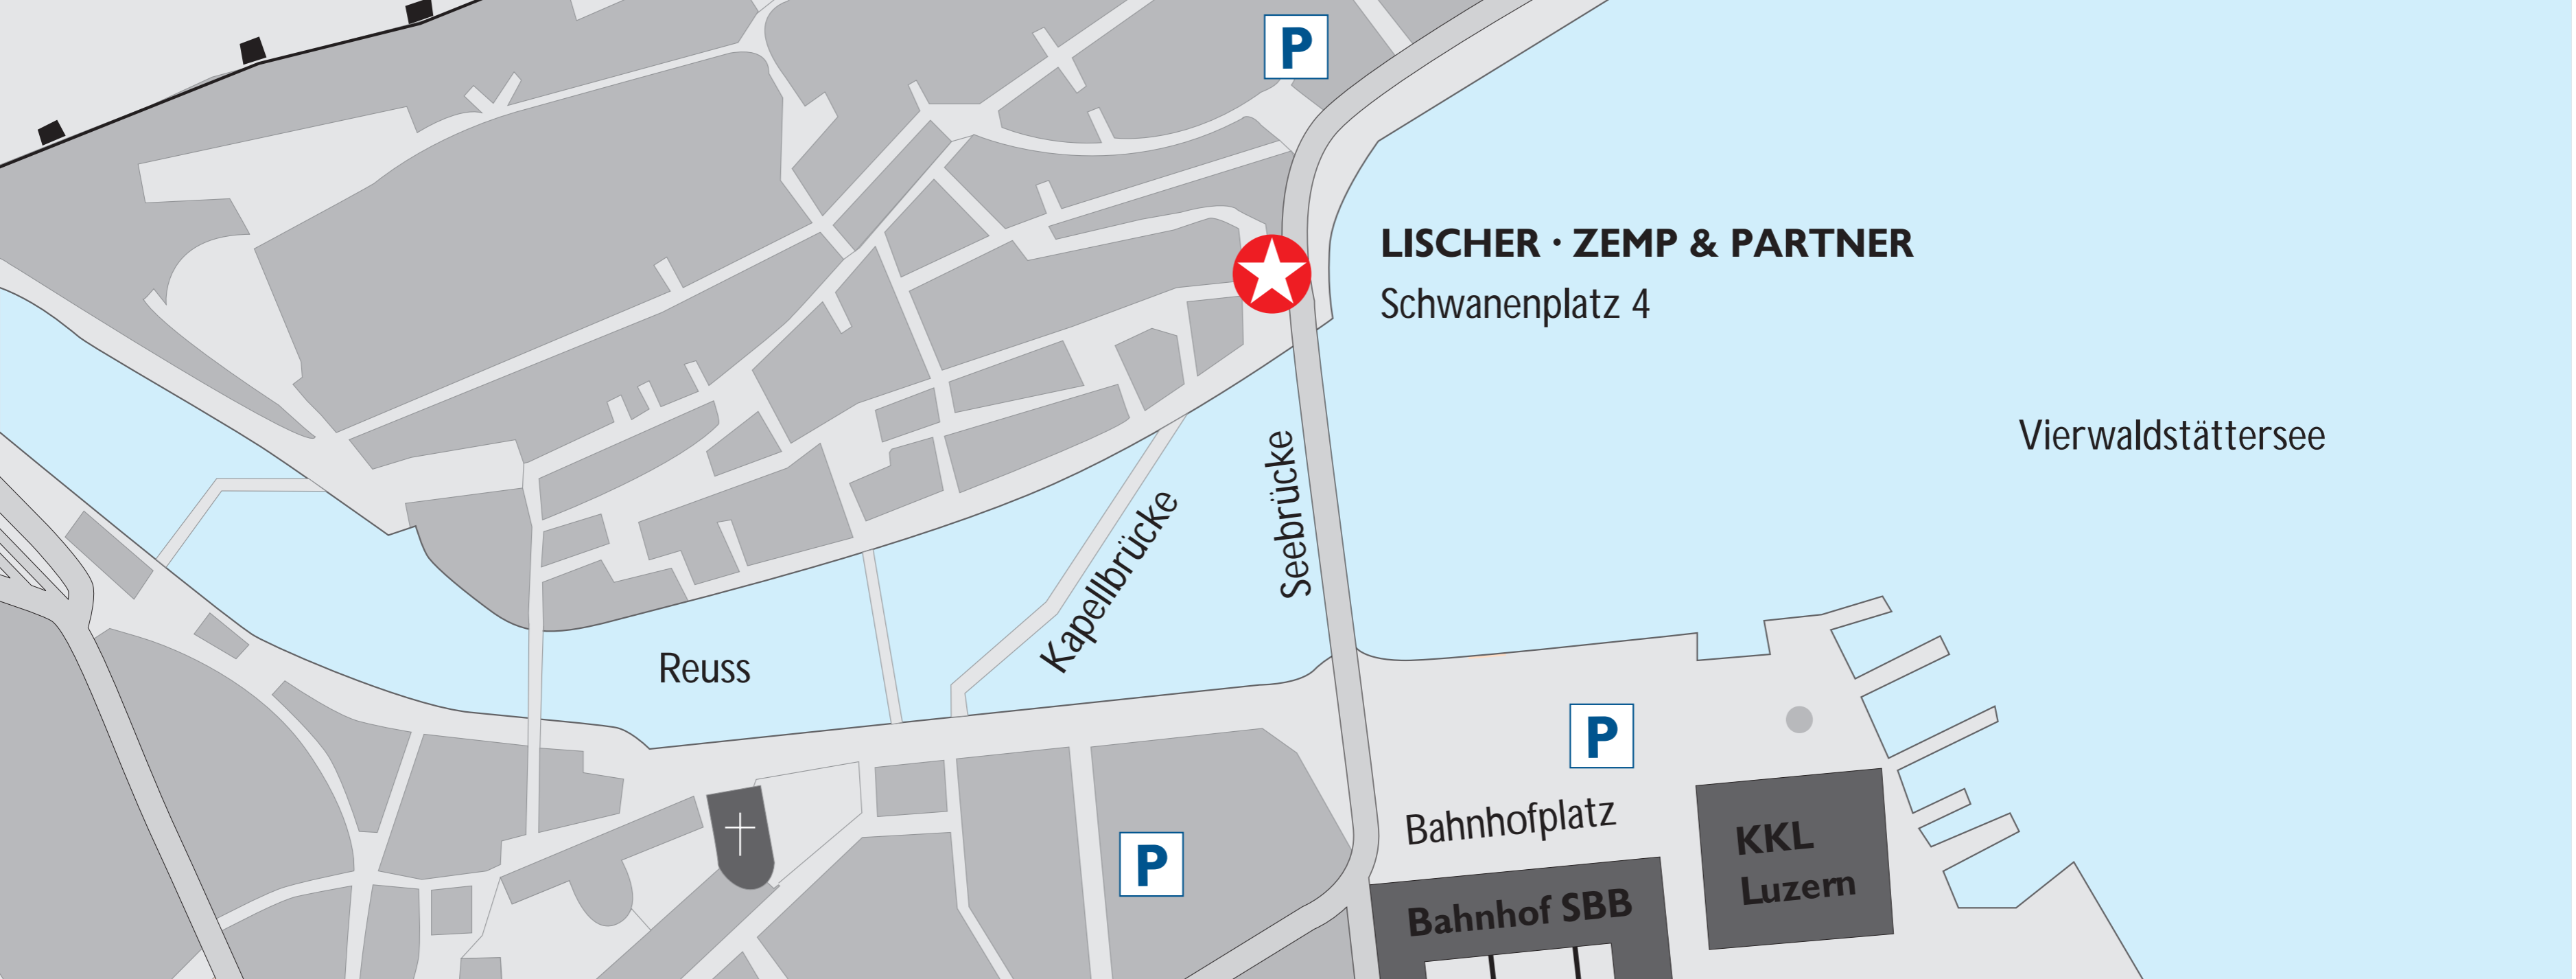 P
LISCHER · ZEMP & PARTNER
Schwanenplatz 4
Vierwaldstättersee
Seebrücke
Kapellbrücke
Reuss
P
Bahnhofplatz
KKL
Luzern
P
Bahnhof SBB